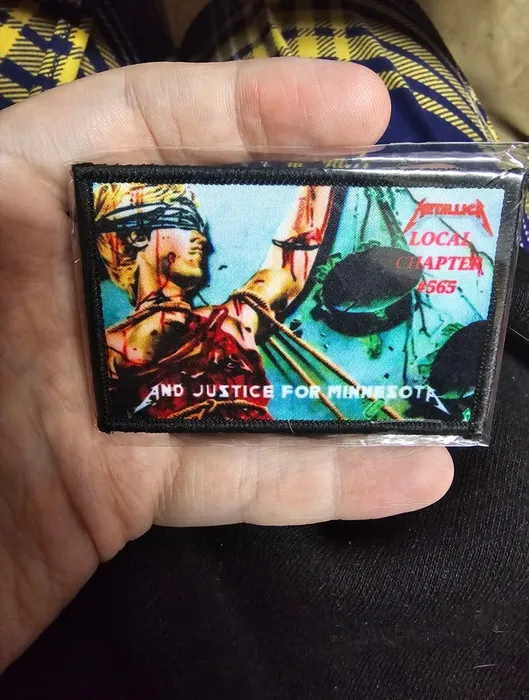 METALLICA
LOCAL
CHAPTER
#565
AND JUSTICE FOR MINNESOTA